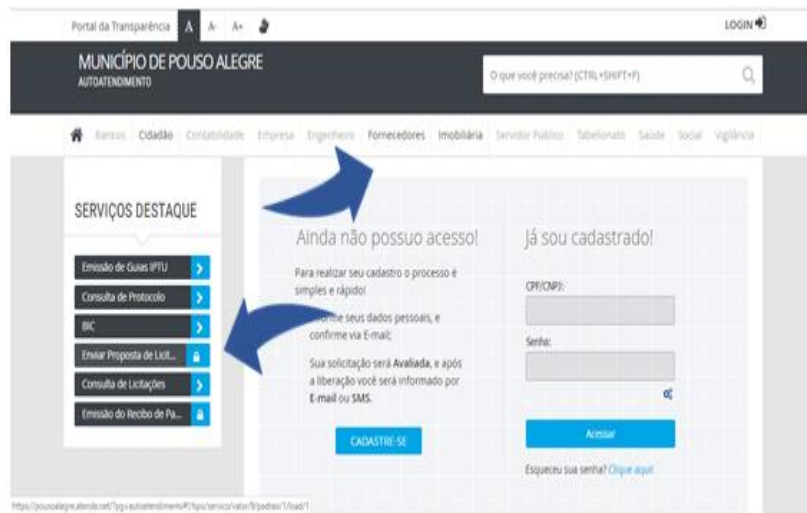 Portal da Transparência A A- A+ LOGIN
MUNICÍPIO DE POUSO ALEGRE
AUTOATENDIMENTO
O que você precisa? (CTRL+SHIFT+F)
Bancos Cidadão Contabilidade Empresa Engenheiro Fornecedores Imobiliária Servidor Público Tabelionato Saúde Social Vigilância
SERVIÇOS DESTAQUE
Emissão de Guias IPTU
Consulta de Protocolo
BIC
Enviar Proposta de Licit...
Consulta de Licitações
Emissão do Recibo de Pa...
Ainda não possuo acesso!
Para realizar seu cadastro o processo é
simples e rápido!
seus dados pessoais, e
confirme via E-mail;
Sua solicitação será Avaliada, e após
a liberação você será informado por
E-mail ou SMS.
CADASTRE-SE
Já sou cadastrado!
CPF/CNPJ:
Senha:
Acessar
Esqueceu sua senha? Clique aqui!